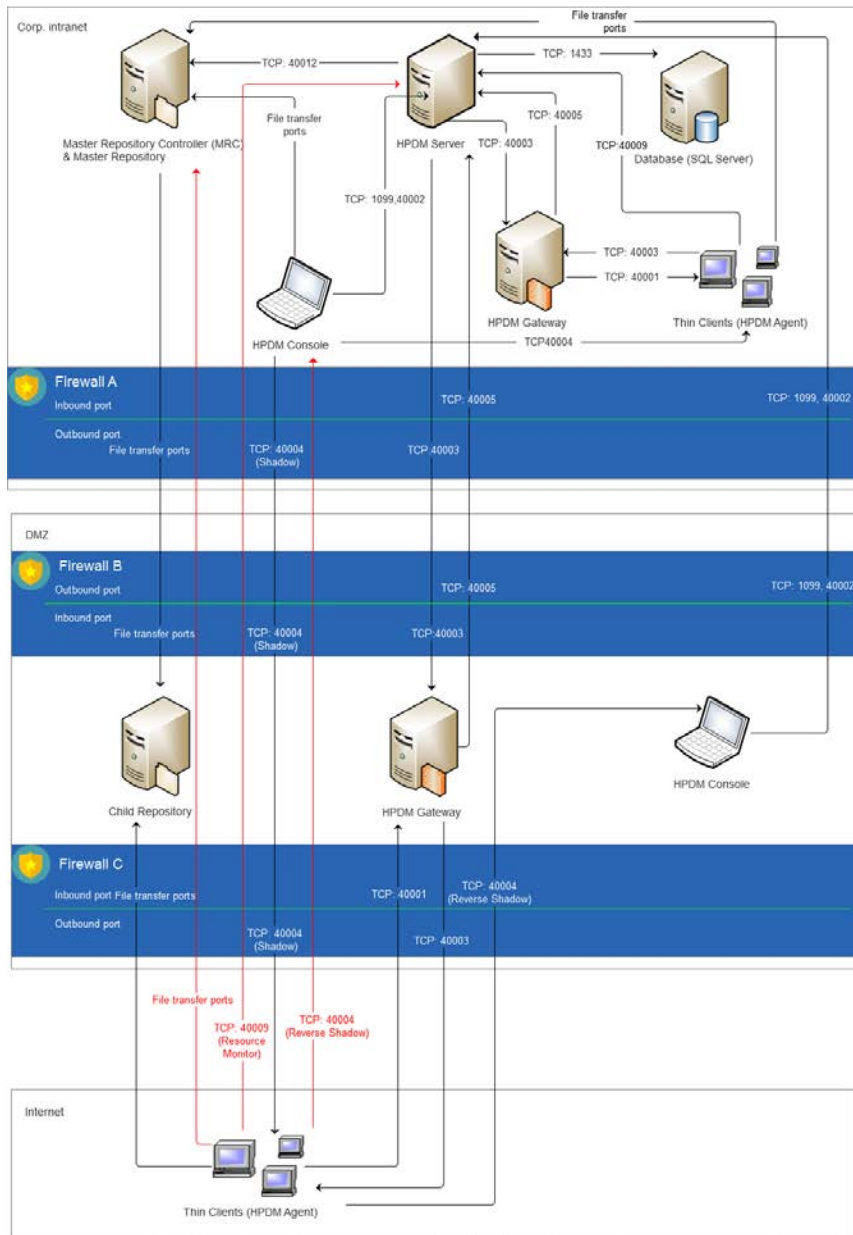 File transfer
ports
Corp. intranet
TCP: 40012
TCP: 1433
TCP: 40005
File transfer
ports
TCP: 40003
TCP:40009
Master Repository Controller (MRC)
& Master Repository
HPDM Server
Database (SQL Server)
TCP: 1099,40002
TCP: 40003
TCP: 40001
HPDM Gateway
Thin Clients (HPDM Agent)
HPDM Console
TCP40004
Firewall A
Inbound port
TCP: 40005
TCP: 1099, 40002
Outbound port
File transfer ports
TCP: 40004
(Shadow)
TCP:40003
DMZ
Firewall B
Outbound port
TCP: 40005
TCP: 1099, 40002
Inbound port
File transfer ports
TCP: 40004
(Shadow)
TCP:40003
Child Repository
HPDM Gateway
HPDM Console
Firewall C
Inbound port
File transfer ports
TCP: 40001
TCP: 40004
(Reverse Shadow)
Outbound port
TCP: 40004
(Shadow)
TCP: 40003
File transfer ports
TCP: 40009
(Resource
Monitor)
TCP: 40004
(Reverse Shadow)
Internet
Thin Clients (HPDM Agent)